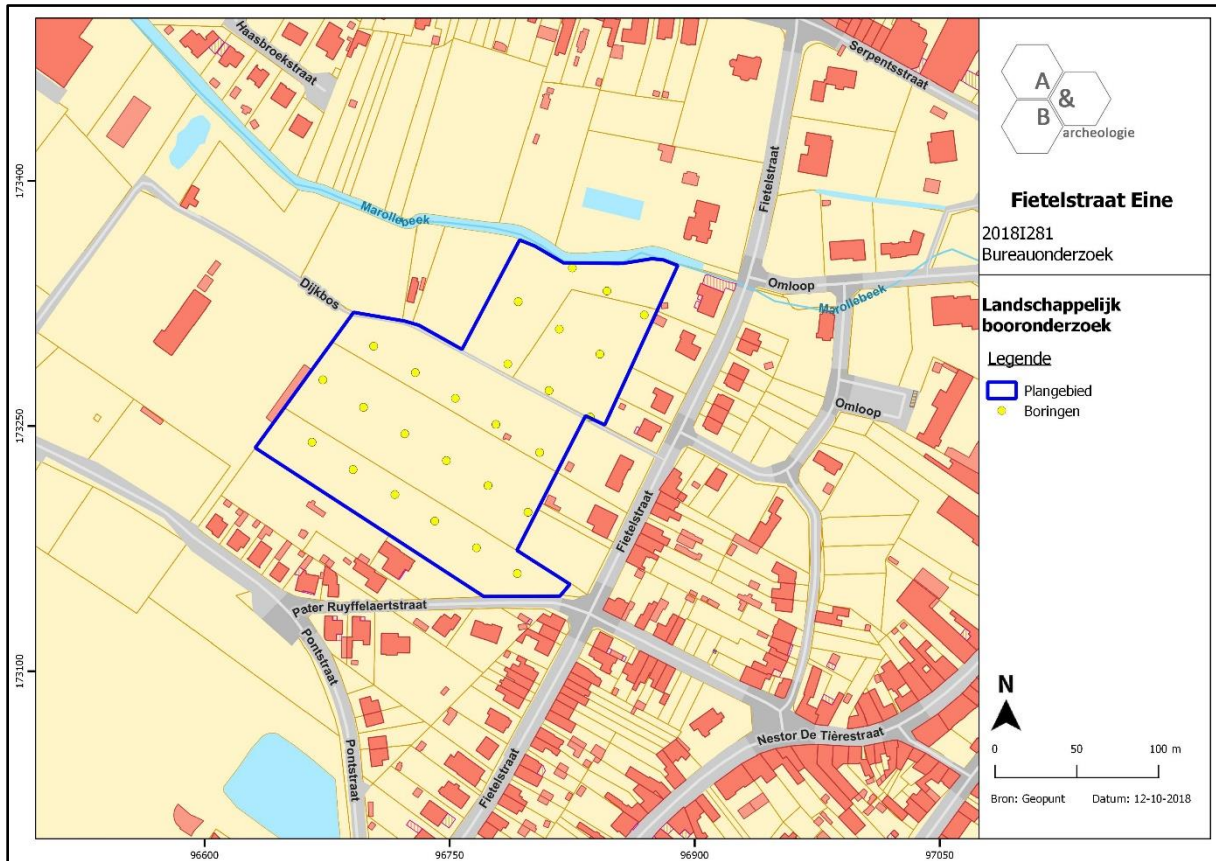 Haasbroekstraat
Serpentsstraat
Fietelstraat
Marollebeek
Dijkbos
Omloop
Marollebeek
Omloop
Fietelstraat
Pater Ruyffelaertstraat
Pontstraat
Pontstraat
Fietelstraat
Nestor De Tièrestraat
173400
173250
173100
96600
96750
96900
97050
A
&
B
archeologie
Fietelstraat Eine
2018I281
Bureauonderzoek
Landschappelijk
booronderzoek
Legende
Plangebied
Boringen
N
0 50 100 m
Bron: Geopunt Datum: 12-10-2018